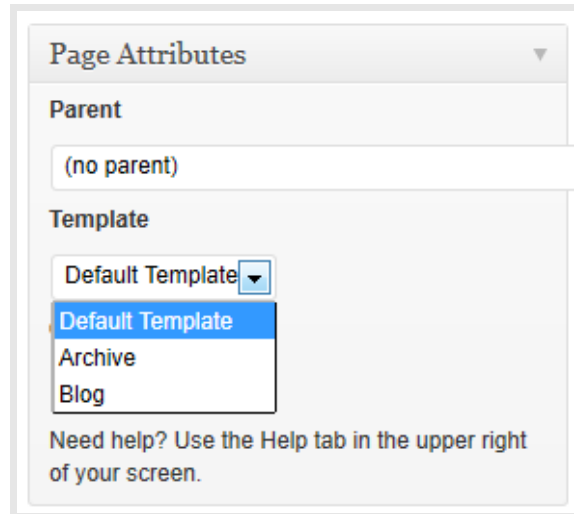 Page Attributes
Parent
(no parent)
Template
Default Template
Default Template
Archive
Blog
Need help? Use the Help tab in the upper right
of your screen.